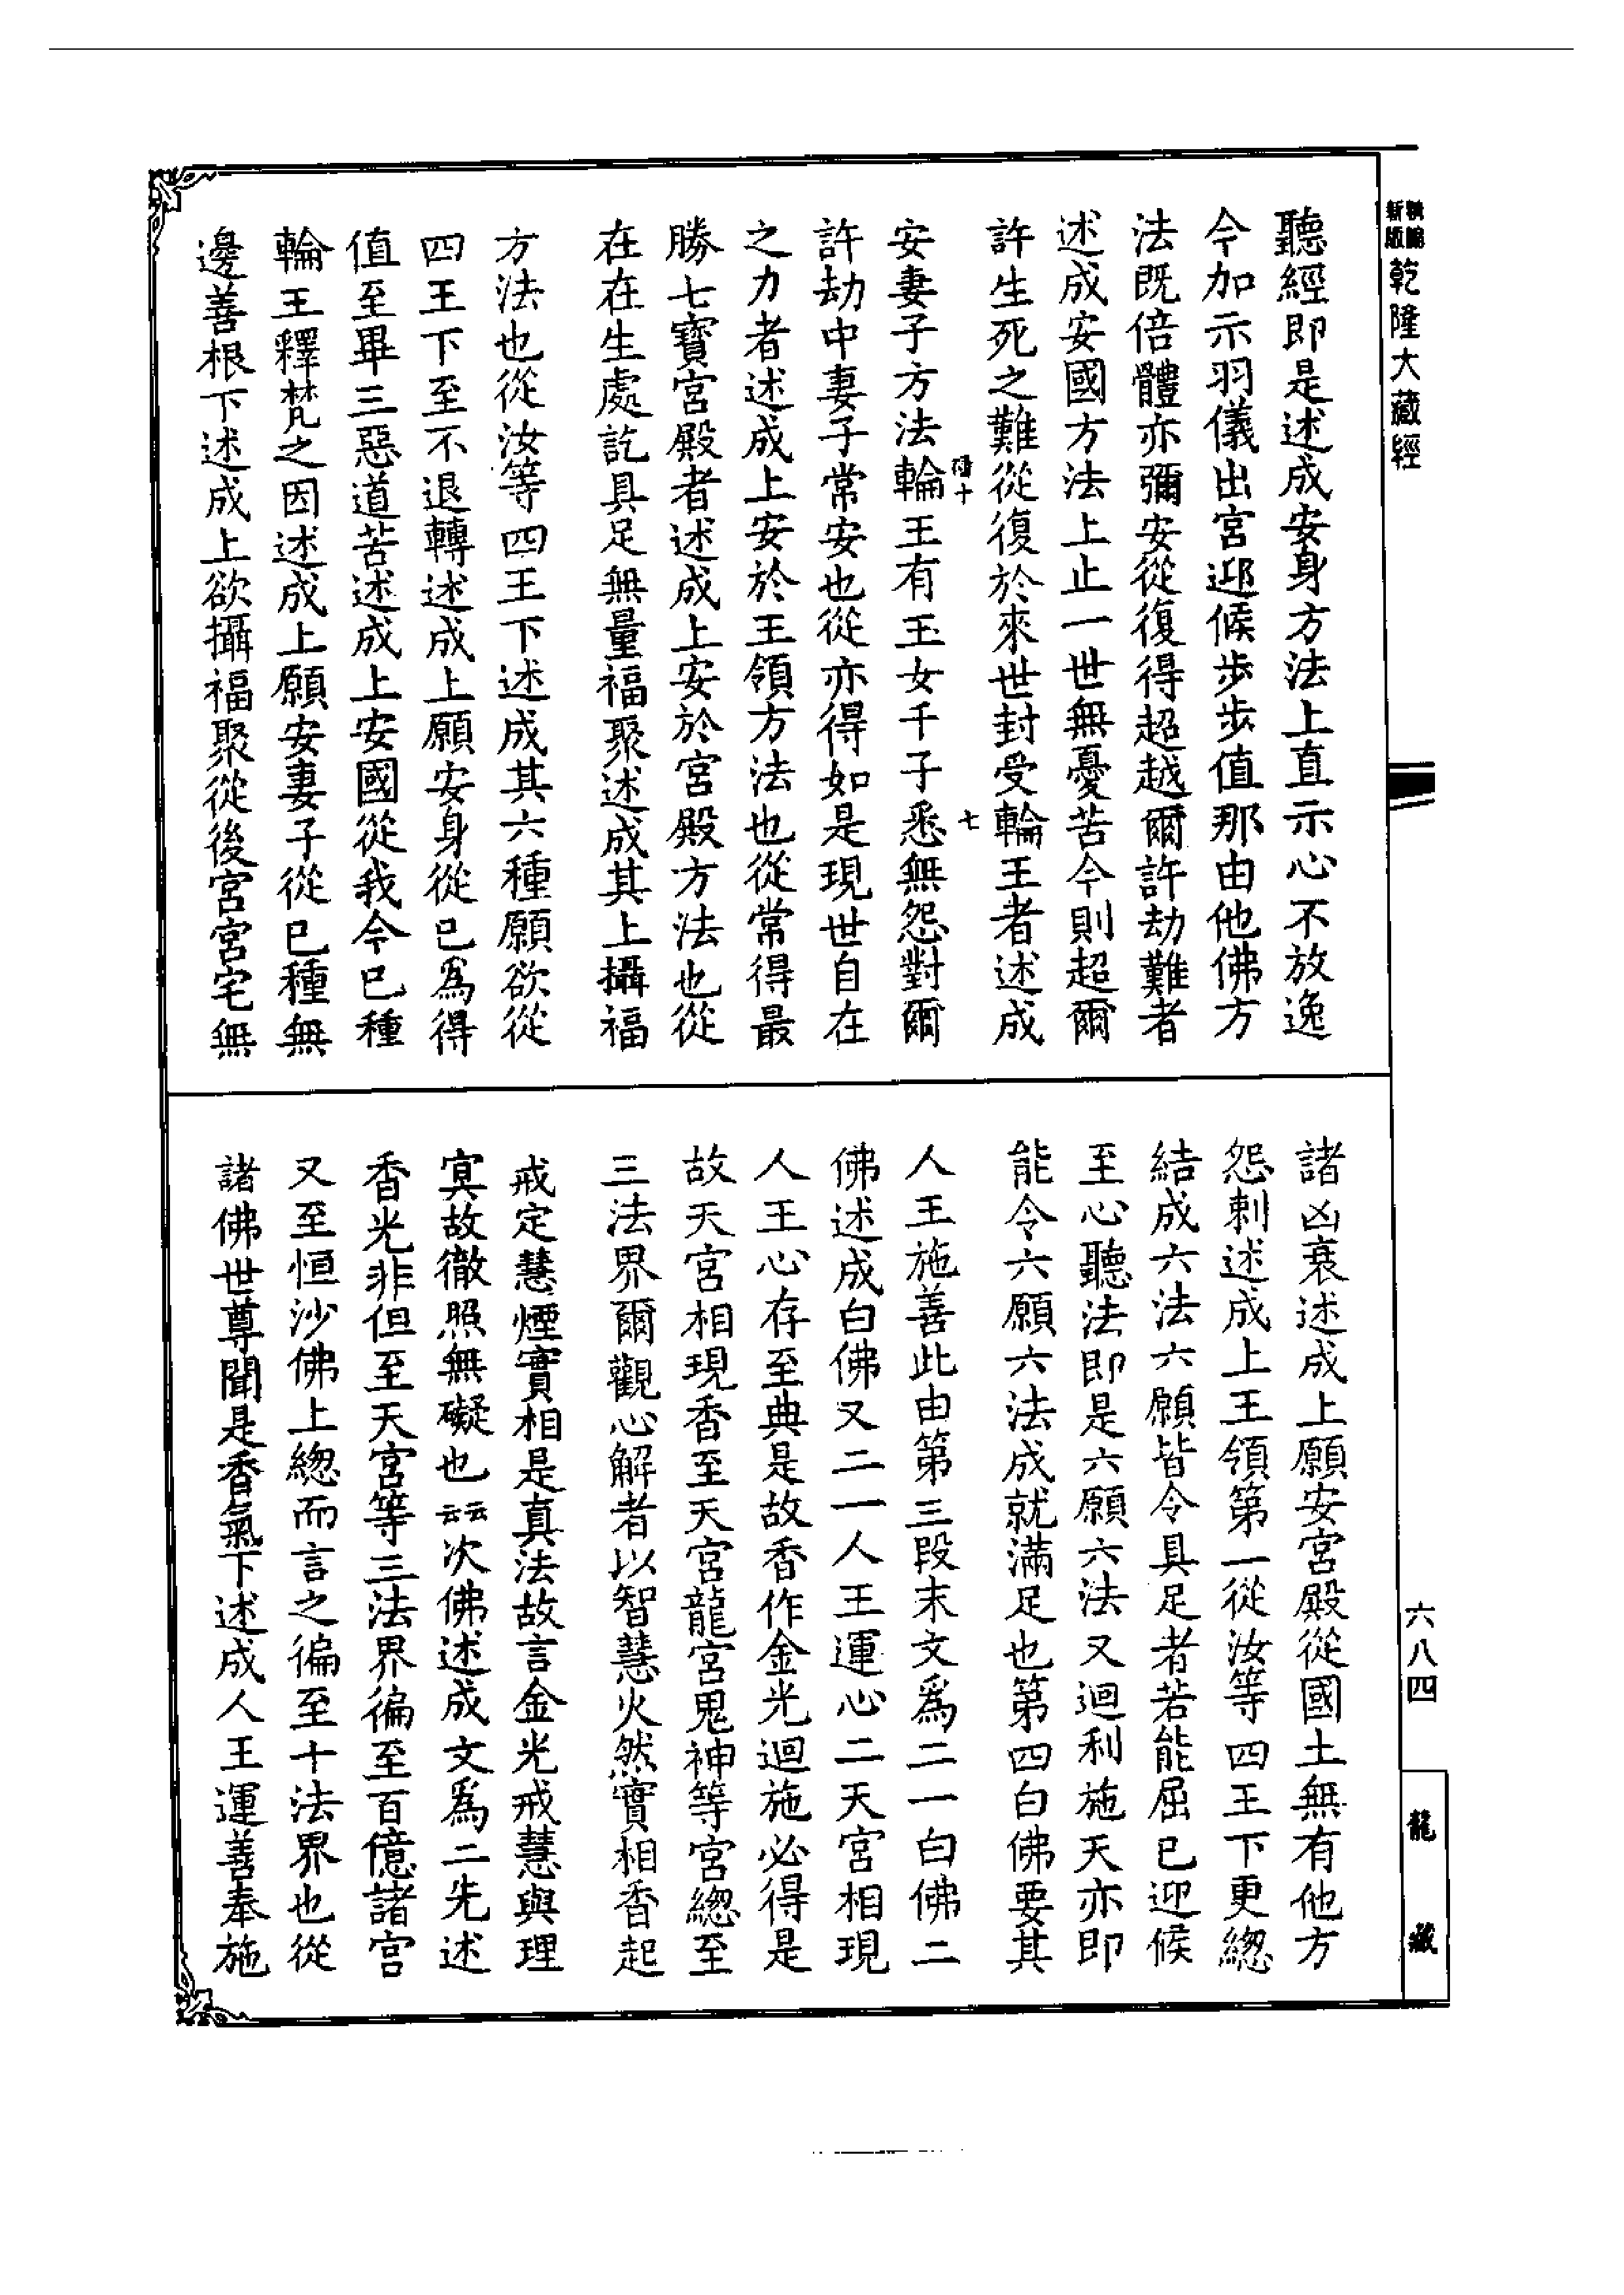 新版
乾隆大藏經
聽經即是述成安身方法上直示心不放逸
今加示羽儀出宮迎候步步值那由他佛方
法既倍體亦彌安從復得超越爾許劫難者
述成安國方法上止一世無憂苦今則超爾
許生死之難從復於來世封受輪王者述成
七
安妻子方法輪王有王女千子悉無怨對爾
許劫中妻子常安也從亦得如是現世自在
之力者述成上安於王領方法也從常得最
勝七寶宮殿者述成上安於宮殿方法也從
在在生處訖具足無量福聚述成其上攝福
方法也從汝等四王下述成其六種願欲從
四王下至不退轉述成上願安身從已為得
值至畢三惡道苦述成上安國從我今已種
輪王釋梵之因述成上願安妻子從已種無
邊善根下述成上欲攝福聚從後宮宮宅無
諸凶衰述成上願安宮殿從國土無有他方
怨刺述成上王領第一從汝等四王下更緫
結成六法六願皆令具足者若能屈已迎候
至心聽法即是六願六法又迴利施天亦即
能令六願六法成就滿足也第四白佛要其
人王施善此由第三段末文爲二一白佛二
佛述成白佛又二一人王運心二天宮相現
人王心存至典是故香作金光迴施必得是
故天宮相現香至天宮龍宮鬼神等宮緫至
三法界爾觀心解者以智慧火然實相香起
戒定慧煙實相是真法故言金光戒慧與理
冥故徹照無礙也云云次佛述成文爲二先述
香光非但至天宮等三法界徧至百億諸宮
又至恒沙佛上緫而言之徧至十法界也從
諸佛世尊聞是香氣下述成人王運善奉施
六八四
龍藏